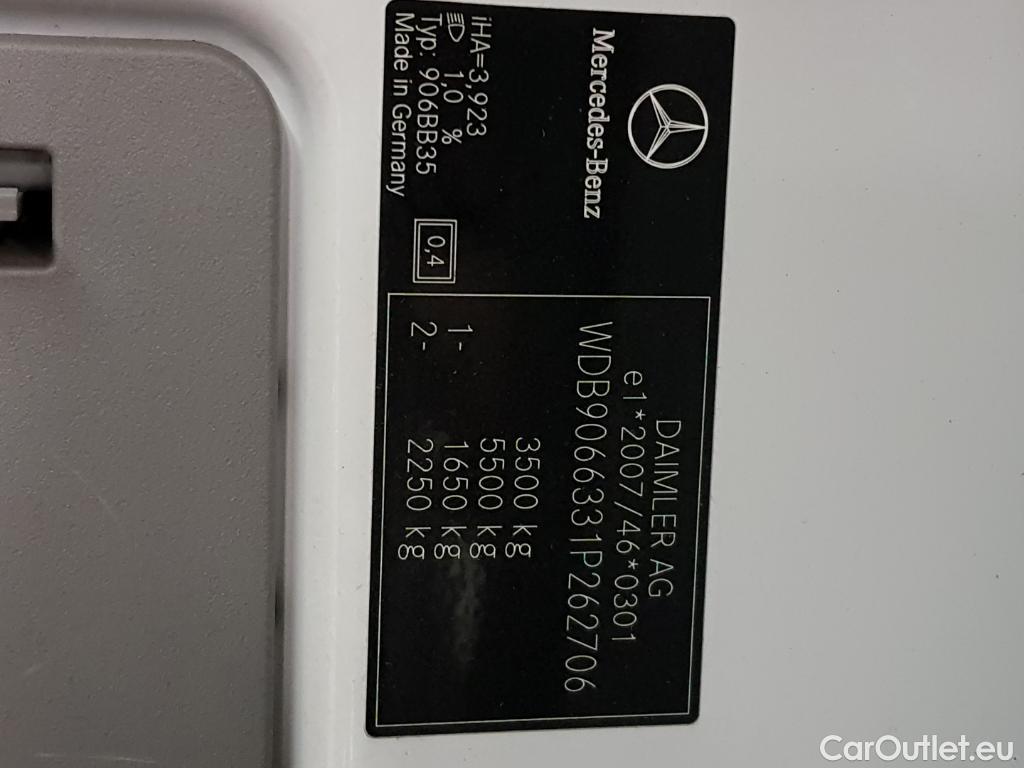 Mercedes-Benz
iHA=3,923
1,0 %
Typ: 906BB35
Made in Germany
0,4
DAIMLER AG
e1*2007/46*0301
WDB9066331P262706
3500 kg
5500 kg
1- 1650 kg
2- 2250 kg
CarOutlet.eu